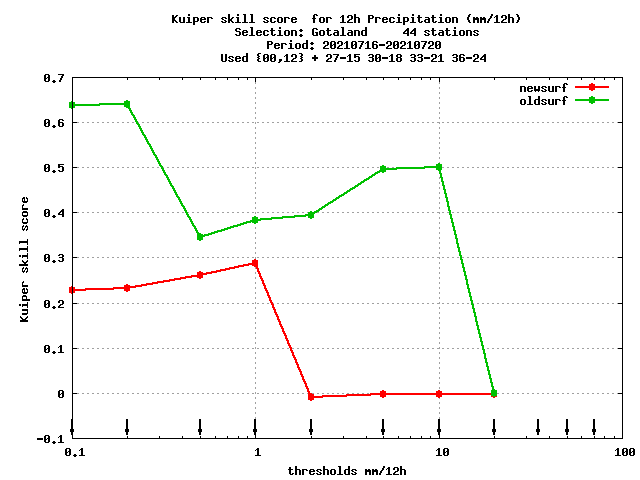 Kuiper skill score  for 12h Precipitation (mm/12h)
Selection: Gotaland     44 stations
Period: 20210716-20210720
Used {00,12} + 27-15 30-18 33-21 36-24
newsurf
oldsurf
0.7
0.6
0.5
0.4
0.3
0.2
0.1
0
-0.1
Kuiper skill score
0.1 1 10 100
thresholds mm/12h